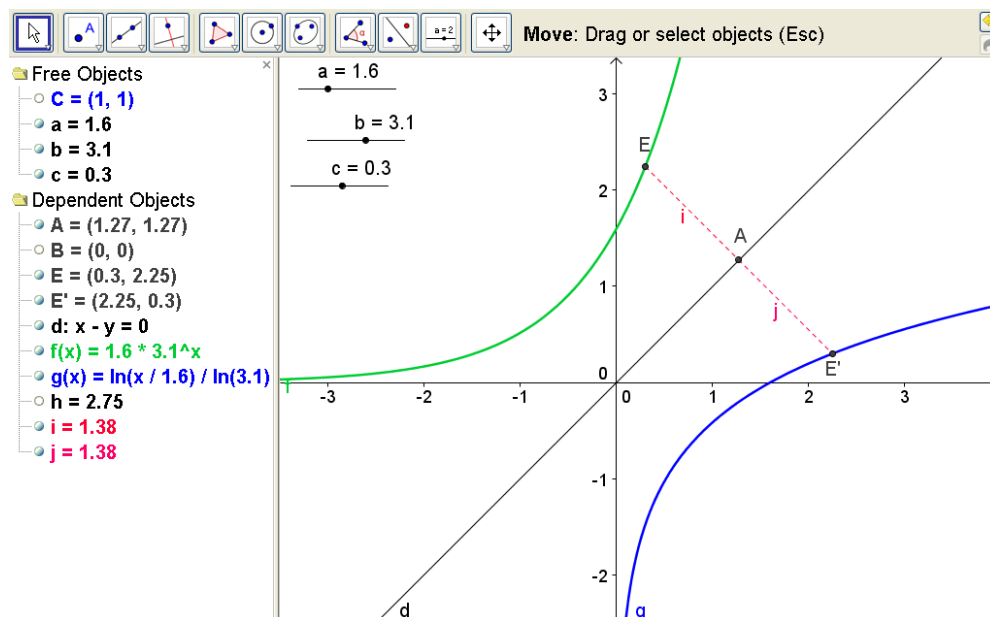 A α a=2 Move: Drag or select objects (Esc)
Free Objects
C = (1, 1)
a = 1.6
b = 3.1
c = 0.3
Dependent Objects
A = (1.27, 1.27)
B = (0, 0)
E = (0.3, 2.25)
E' = (2.25, 0.3)
d: x - y = 0
f(x) = 1.6 * 3.1^x
g(x) = ln(x / 1.6) / ln(3.1)
h = 2.75
i = 1.38
j = 1.38
a = 1.6
b = 3.1
c = 0.3
3
E
2
i
A
1
j
0
E'
f
-3 -2 -1 0 1 2 3
-1
-2
d
g